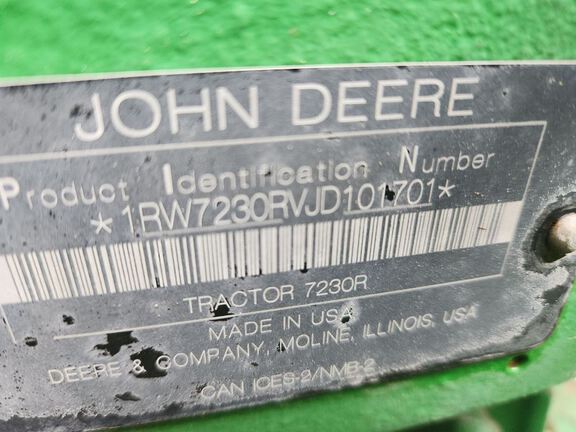 JOHN DEERE
Product Identification Number
*1RW7230RVJD101701*
TRACTOR 7230R
MADE IN USA
DEERE & COMPANY, MOLINE, ILLINOIS, USA
CAN ICES-2/NMB-2